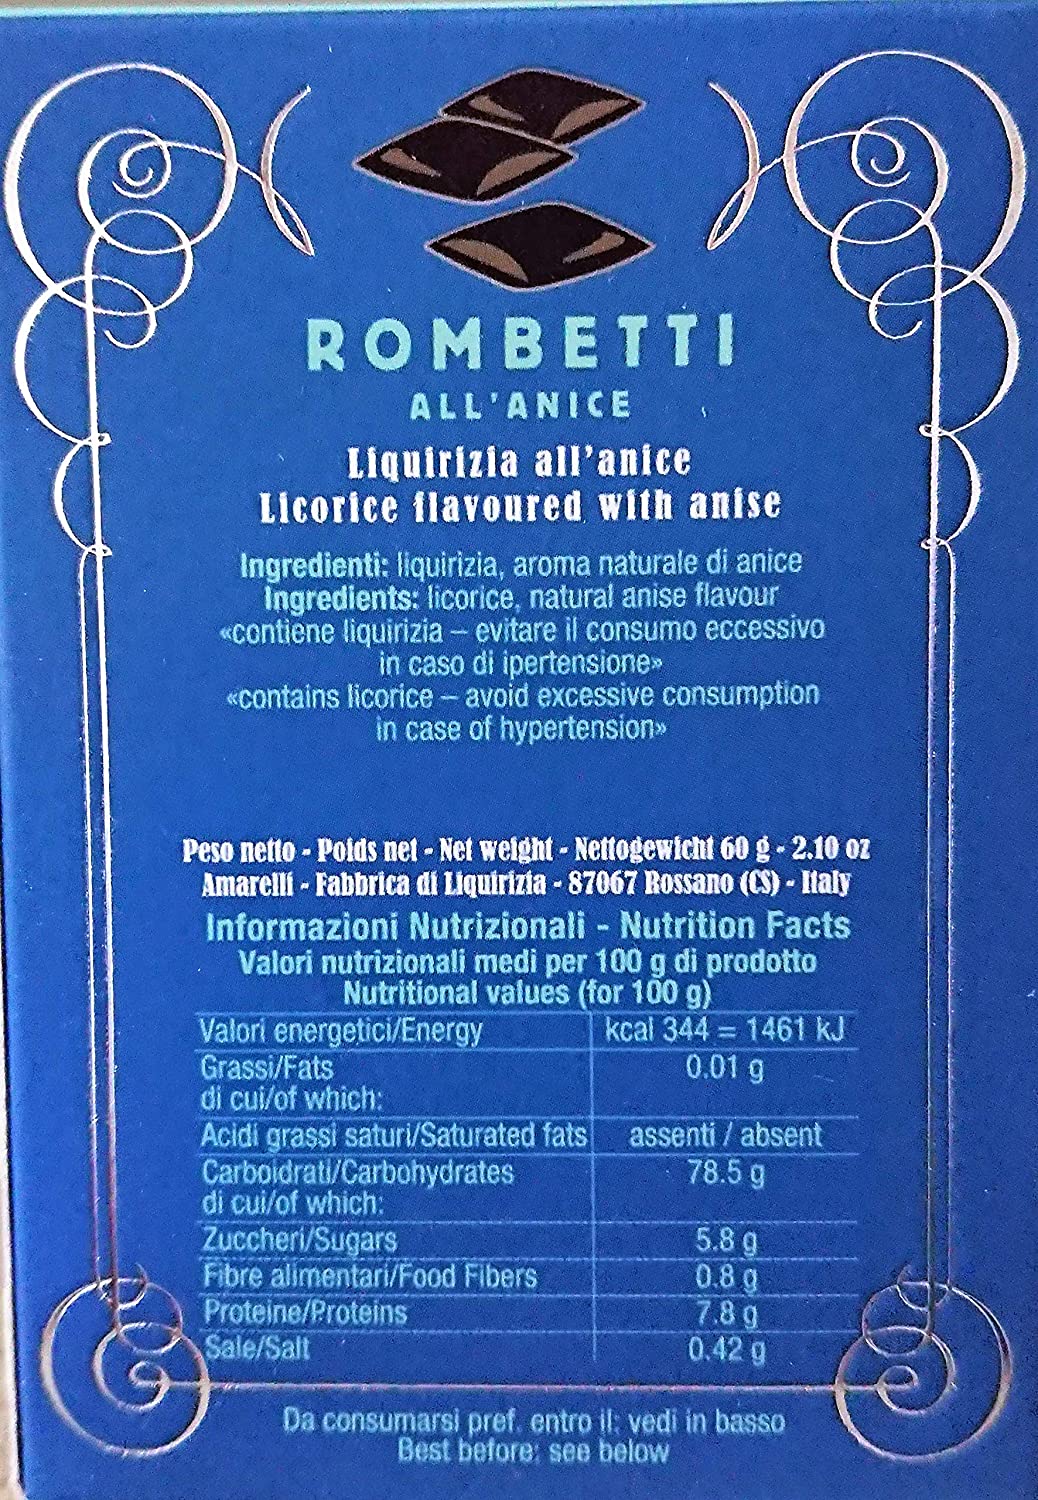 ROMBETTI
ALL'ANICE
Liquirizia all'anice
Licorice flavoured with anise
Ingredienti: liquirizia, aroma naturale di anice
Ingredients: licorice, natural anise flavour
«contiene liquirizia – evitare il consumo eccessivo
in caso di ipertensione»
«contains licorice – avoid excessive consumption
in case of hypertension»
Peso netto - Poids net - Net weight - Nettogewicht 60 g - 2.10 oz
Amarelli - Fabbrica di Liquirizia - 87067 Rossano (CS) - Italy
Informazioni Nutrizionali - Nutrition Facts
Valori nutrizionali medi per 100 g di prodotto
Nutritional values (for 100 g)
Valori energetici/Energy kcal 344 = 1461 kJ
Grassi/Fats 0.01 g
di cui/of which:
Acidi grassi saturi/Saturated fats assenti / absent
Carboidrati/Carbohydrates 78.5 g
di cui/of which:
Zuccheri/Sugars 5.8 g
Fibre alimentari/Food Fibers 0.8 g
Proteine/Proteins 7.8 g
Sale/Salt 0.42 g
Da consumarsi pref. entro il: vedi in basso
Best before: see below